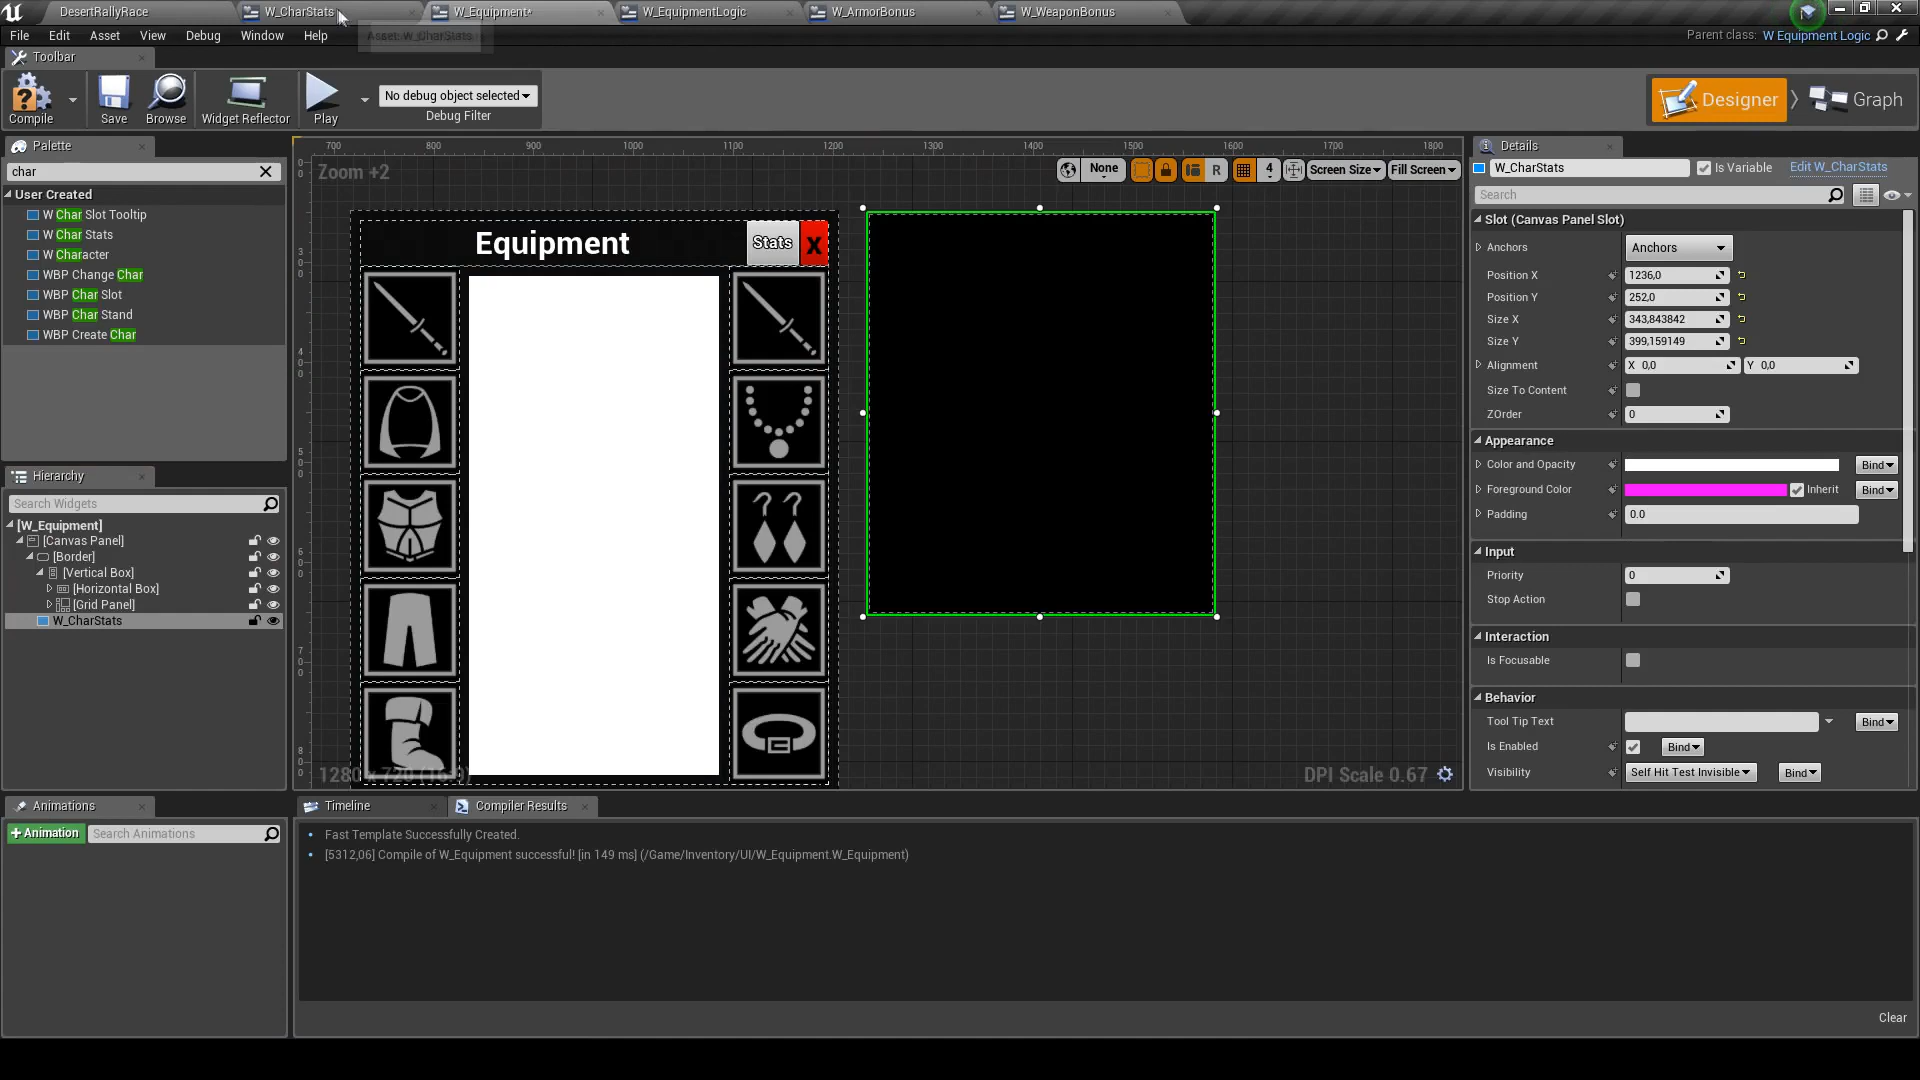 DesertRallyRace W_CharStats W_Equipment* W_EquipmentLogic W_ArmorBonus W_WeaponBonus
File Edit Asset View Debug Window Help
Parent class: W Equipment Logic
Toolbar
Compile Save Browse Widget Reflector Play
No debug object selected
Debug Filter
Designer Graph
Palette
char
User Created
W Char Slot Tooltip
W Char Stats
W Character
WBP Change Char
WBP Char Slot
WBP Char Stand
WBP Create Char
Hierarchy
Search Widgets
[W_Equipment]
[Canvas Panel]
[Border]
[Vertical Box]
[Horizontal Box]
[Grid Panel]
W_CharStats
Animations
+Animation Search Animations
700 800 900 1000 1100 1200 1300 1400 1500 1600 1700 1800
Zoom +2
None R 4 Screen Size Fill Screen
Equipment Stats X
1280 x 720 (16:9)
DPI Scale 0.67
Details
W_CharStats Is Variable Edit W_CharStats
Search
Slot (Canvas Panel Slot)
Anchors Anchors
Position X 1236,0
Position Y 252,0
Size X 343,843842
Size Y 399,159149
Alignment X 0,0 Y 0,0
Size To Content
ZOrder 0
Appearance
Color and Opacity Bind
Foreground Color Inherit Bind
Padding 0.0
Input
Priority 0
Stop Action
Interaction
Is Focusable
Behavior
Tool Tip Text Bind
Is Enabled Bind
Visibility Self Hit Test Invisible Bind
Timeline Compiler Results
Fast Template Successfully Created.
[5312,06] Compile of W_Equipment successful! [in 149 ms] (/Game/Inventory/UI/W_Equipment.W_Equipment)
Clear